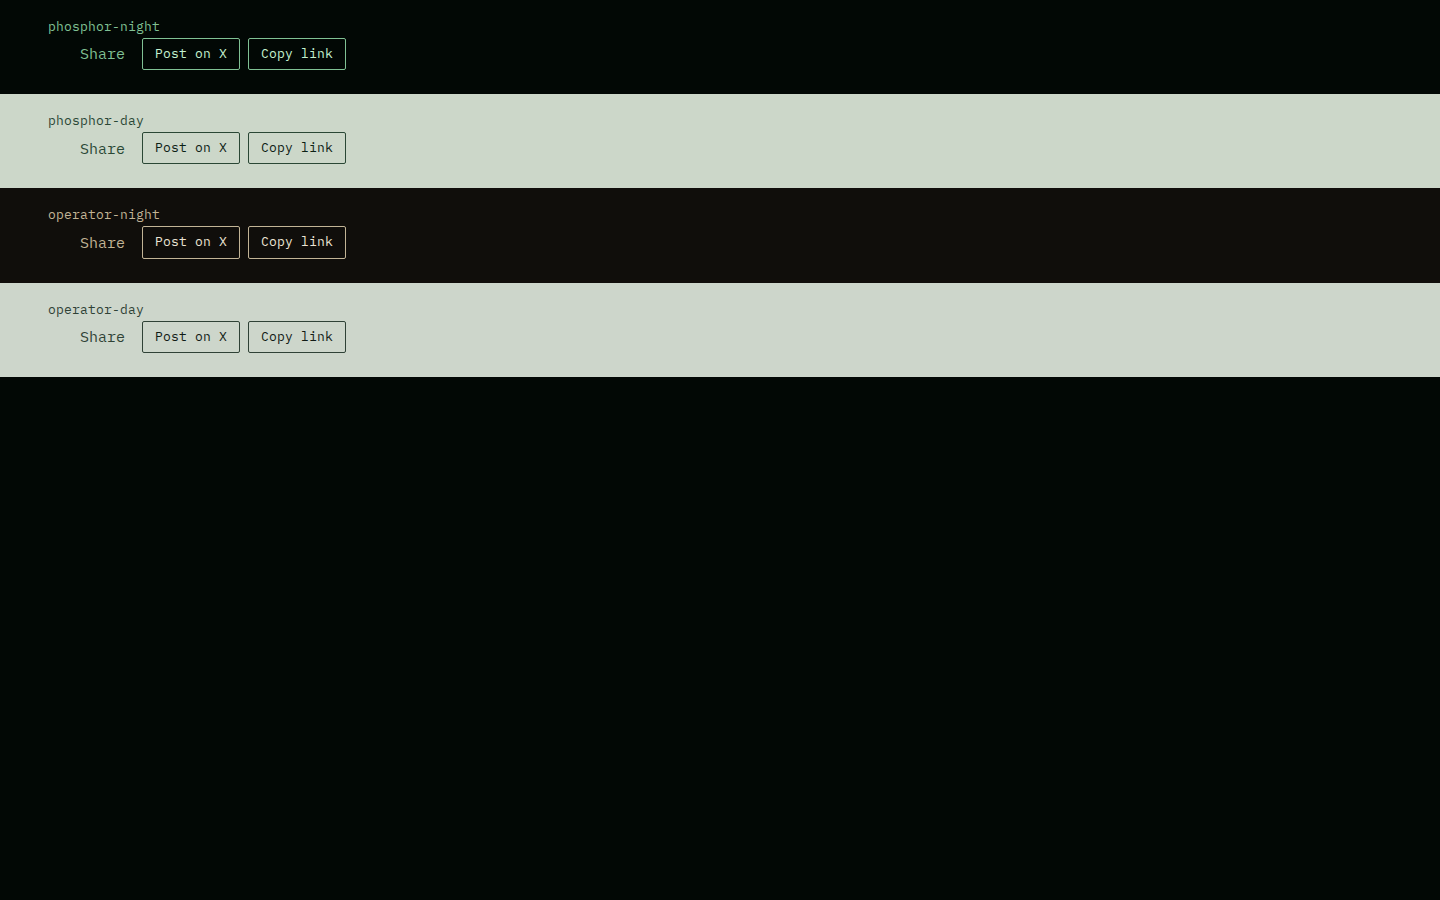 phosphor-night
Share Post on X Copy link
phosphor-day
Share Post on X Copy link
operator-night
Share Post on X Copy link
operator-day
Share Post on X Copy link